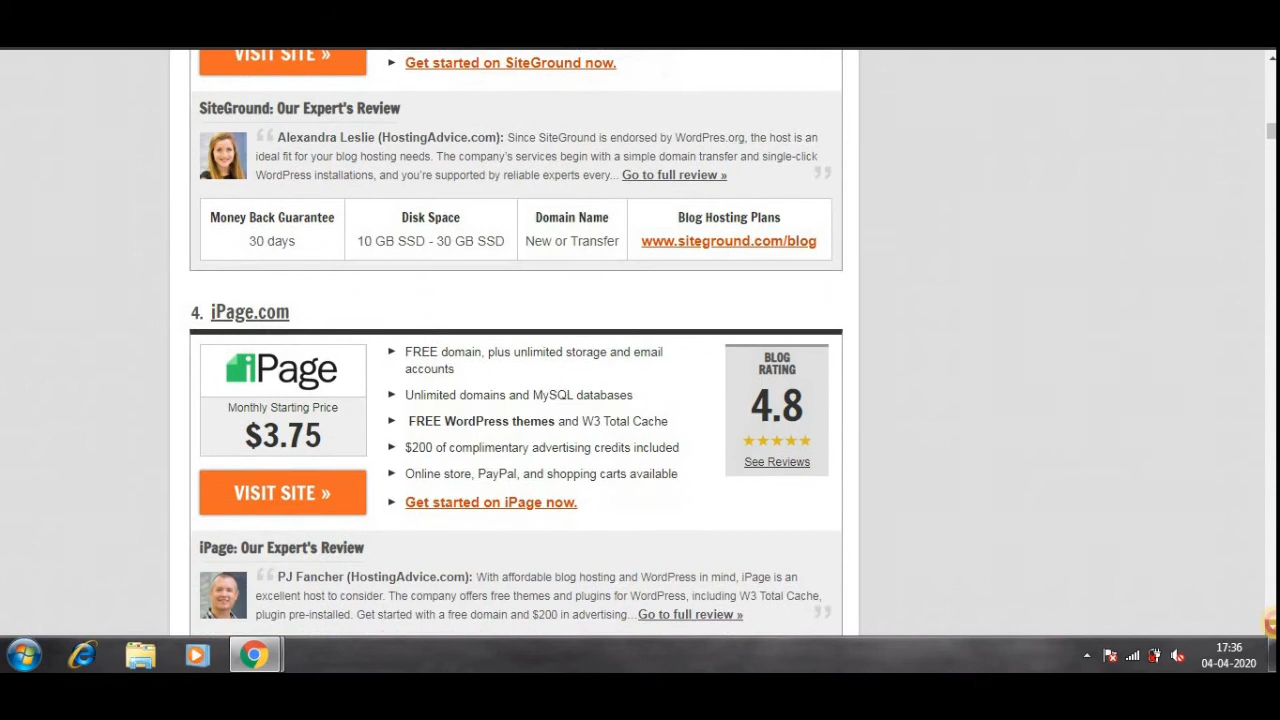 VISIT SITE »
► Get started on SiteGround now.
SiteGround: Our Expert's Review
Alexandra Leslie (HostingAdvice.com): Since SiteGround is endorsed by WordPres.org, the host is an
ideal fit for your blog hosting needs. The company's services begin with a simple domain transfer and single-click
WordPress installations, and you're supported by reliable experts every... Go to full review »
Money Back Guarantee
30 days
Disk Space
10 GB SSD - 30 GB SSD
Domain Name
New or Transfer
Blog Hosting Plans
www.siteground.com/blog
4. iPage.com
iPage
Monthly Starting Price
$3.75
VISIT SITE »
► FREE domain, plus unlimited storage and email
accounts
► Unlimited domains and MySQL databases
► FREE WordPress themes and W3 Total Cache
► $200 of complimentary advertising credits included
► Online store, PayPal, and shopping carts available
► Get started on iPage now.
BLOG
RATING
4.8
See Reviews
iPage: Our Expert's Review
PJ Fancher (HostingAdvice.com): With affordable blog hosting and WordPress in mind, iPage is an
excellent host to consider. The company offers free themes and plugins for WordPress, including W3 Total Cache,
plugin pre-installed. Get started with a free domain and $200 in advertising... Go to full review »
17:36
04-04-2020